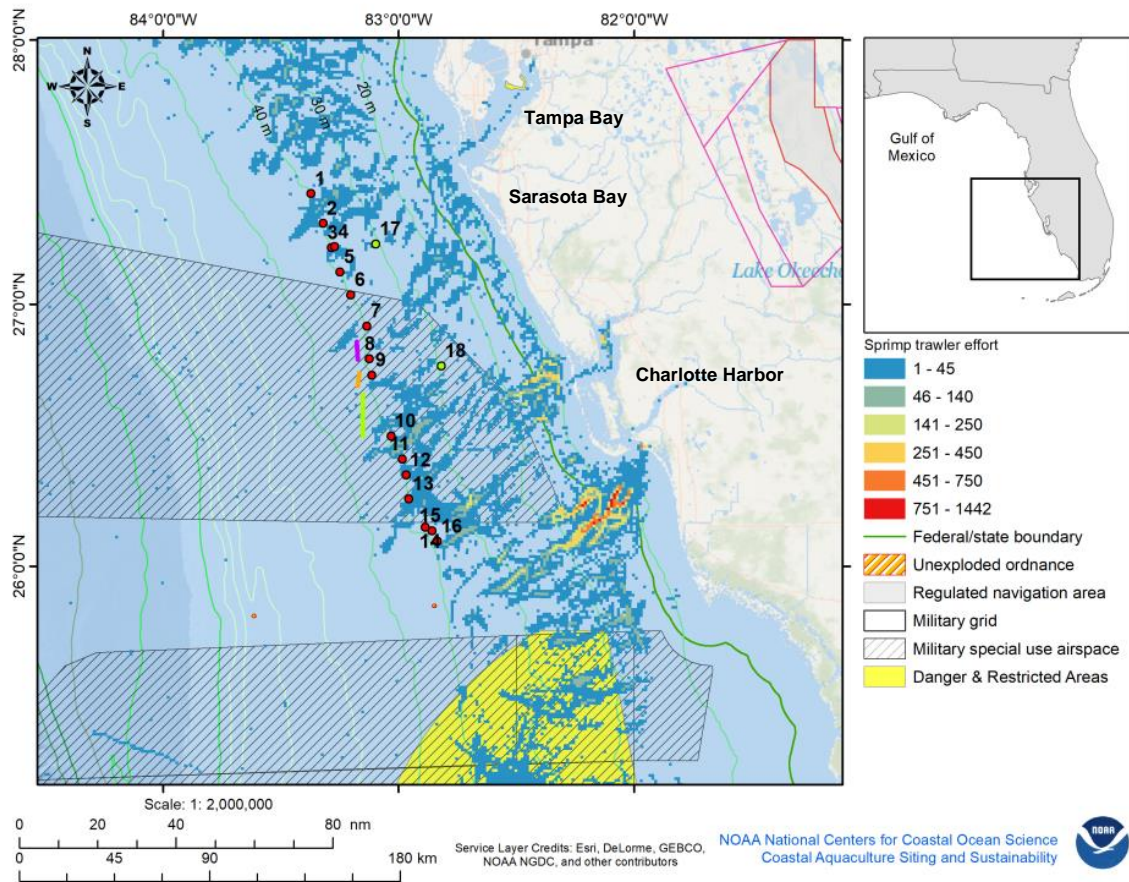 84°0'0"W
83°0'0"W
82°0'0"W
28°0'0"N
27°0'0"N
26°0'0"N
N
W
E
S
Tampa
Tampa Bay
Sarasota Bay
Charlotte Harbor
Lake Okeecho
40 m
30 m
20 m
1
2
34
17
5
6
7
8
9
18
10
11
12
13
15
16
14
Gulf of
Mexico
Sprimp trawler effort
1 - 45
46 - 140
141 - 250
251 - 450
451 - 750
751 - 1442
Federal/state boundary
Unexploded ordnance
Regulated navigation area
Military grid
Military special use airspace
Danger & Restricted Areas
Scale: 1: 2,000,000
0 20 40 80 nm
0 45 90 180 km
Service Layer Credits: Esri, DeLorme, GEBCO,
NOAA NGDC, and other contributors
NOAA National Centers for Coastal Ocean Science
Coastal Aquaculture Siting and Sustainability
NOAA